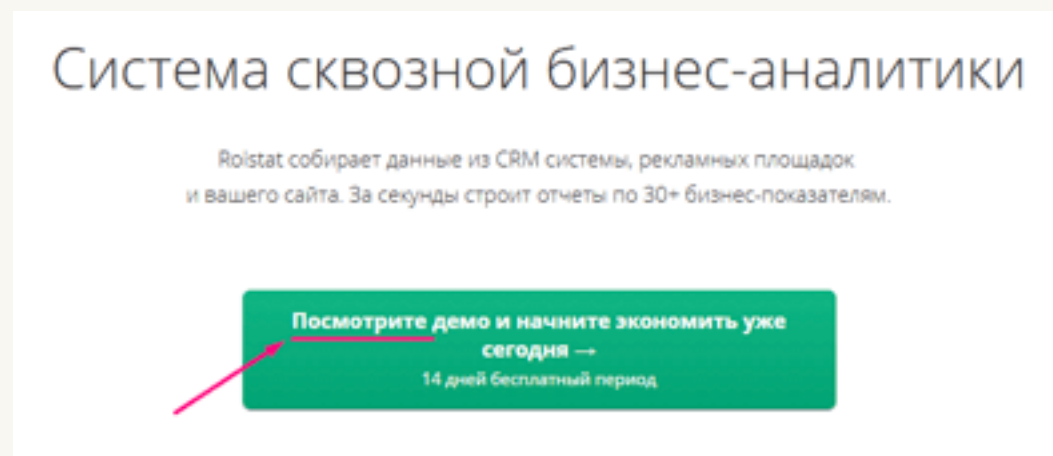 Система сквозной бизнес-аналитики
Roistat собирает данные из CRM системы, рекламных площадок
и вашего сайта. За секунды строит отчеты по 30+ бизнес-показателям.
Посмотрите демо и начните экономить уже
сегодня →
14 дней бесплатный период